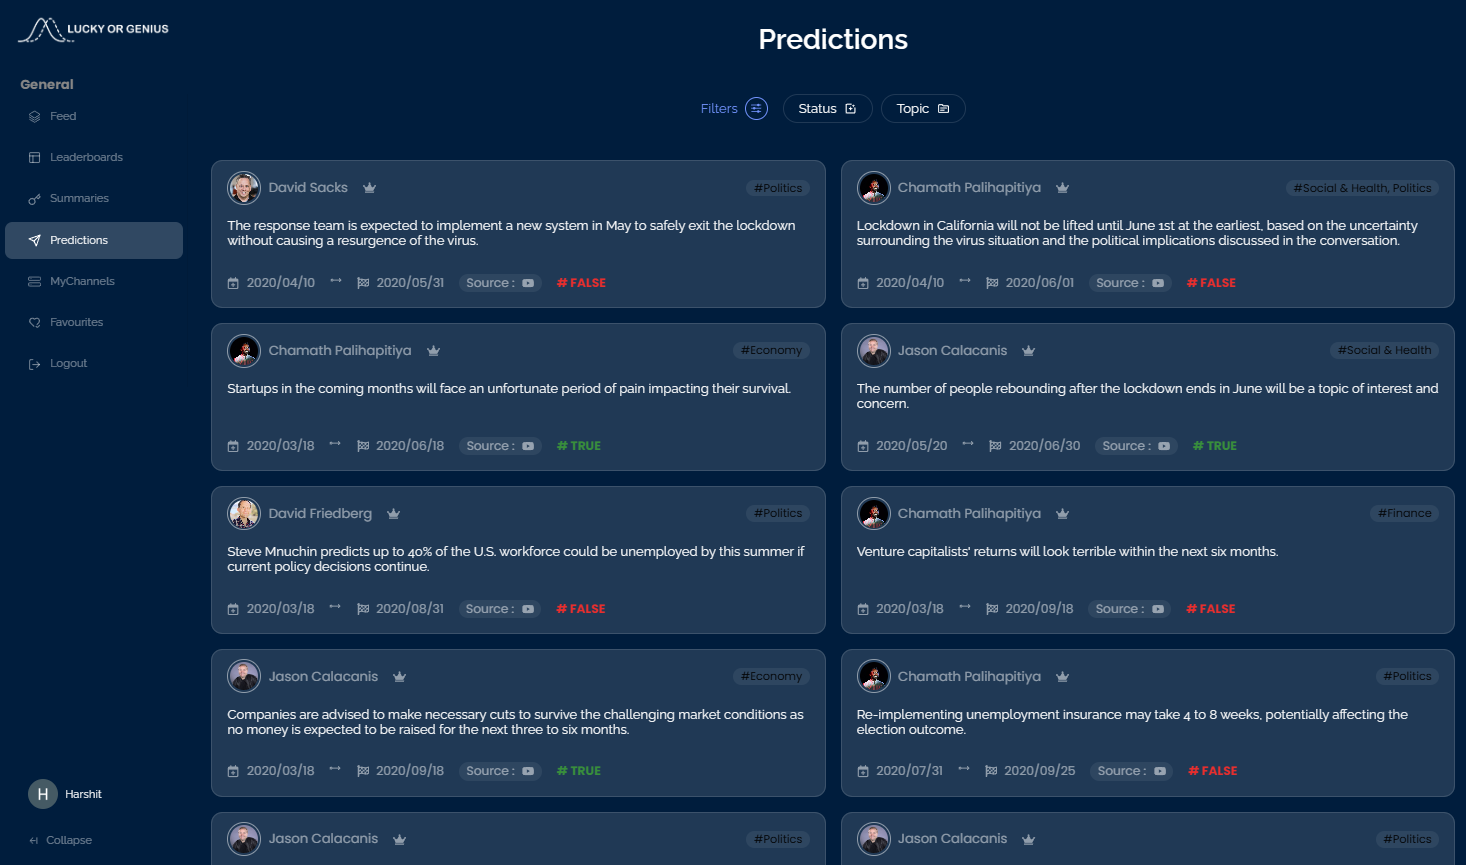 LUCKY OR GENIUS
Predictions
General
Feed
Leaderboards
Summaries
Predictions
MyChannels
Favourites
Logout
Filters
Status
Topic
David Sacks
#Politics
The response team is expected to implement a new system in May to safely exit the lockdown
without causing a resurgence of the virus.
2020/04/10 2020/05/31 Source : # FALSE
Chamath Palihapitiya
#Social & Health, Politics
Lockdown in California will not be lifted until June 1st at the earliest, based on the uncertainty
surrounding the virus situation and the political implications discussed in the conversation.
2020/04/10 2020/06/01 Source : # FALSE
Chamath Palihapitiya
#Economy
Startups in the coming months will face an unfortunate period of pain impacting their survival.
2020/03/18 2020/06/18 Source : # TRUE
Jason Calacanis
#Social & Health
The number of people rebounding after the lockdown ends in June will be a topic of interest and
concern.
2020/05/20 2020/06/30 Source : # TRUE
David Friedberg
#Politics
Steve Mnuchin predicts up to 40% of the U.S. workforce could be unemployed by this summer if
current policy decisions continue.
2020/03/18 2020/08/31 Source : # FALSE
Chamath Palihapitiya
#Finance
Venture capitalists' returns will look terrible within the next six months.
2020/03/18 2020/09/18 Source : # FALSE
Jason Calacanis
#Economy
Companies are advised to make necessary cuts to survive the challenging market conditions as
no money is expected to be raised for the next three to six months.
2020/03/18 2020/09/18 Source : # TRUE
Chamath Palihapitiya
#Politics
Re-implementing unemployment insurance may take 4 to 8 weeks, potentially affecting the
election outcome.
2020/07/31 2020/09/25 Source : # FALSE
Jason Calacanis
#Politics
Jason Calacanis
#Politics
H Harshit
Collapse